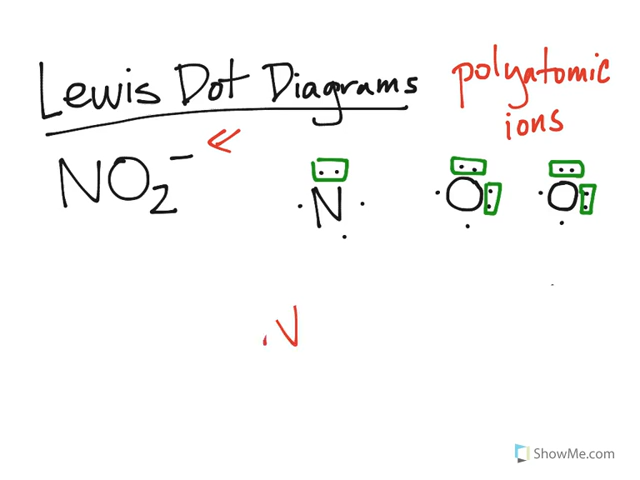 Lewis Dot Diagrams
polyatomic
ions
NO₂⁻
N
O
O
ShowMe.com